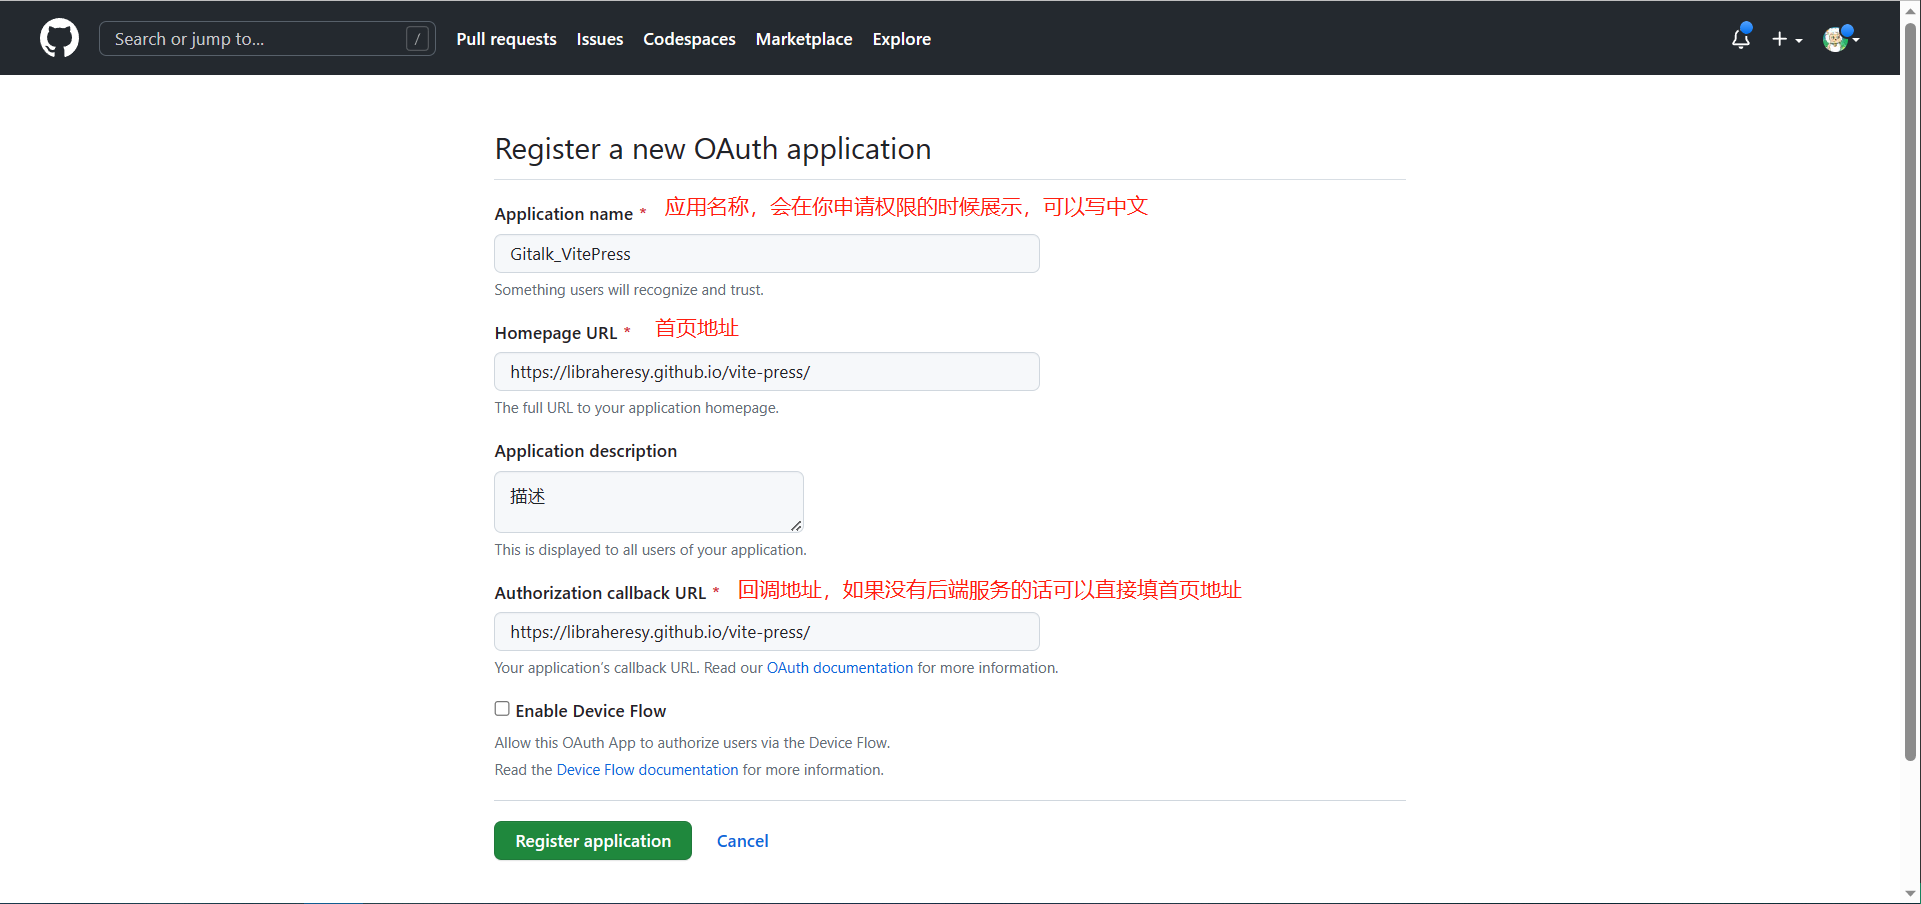 Search or jump to... /
Pull requests Issues Codespaces Marketplace Explore
Register a new OAuth application
Application name * 应用名称，会在你申请权限的时候展示，可以写中文
Gitalk_VitePress
Something users will recognize and trust.
Homepage URL * 首页地址
https://libraheresy.github.io/vite-press/
The full URL to your application homepage.
Application description
描述
This is displayed to all users of your application.
Authorization callback URL * 回调地址，如果没有后端服务的话可以直接填首页地址
https://libraheresy.github.io/vite-press/
Your application’s callback URL. Read our OAuth documentation for more information.
Enable Device Flow
Allow this OAuth App to authorize users via the Device Flow.
Read the Device Flow documentation for more information.
Register application Cancel